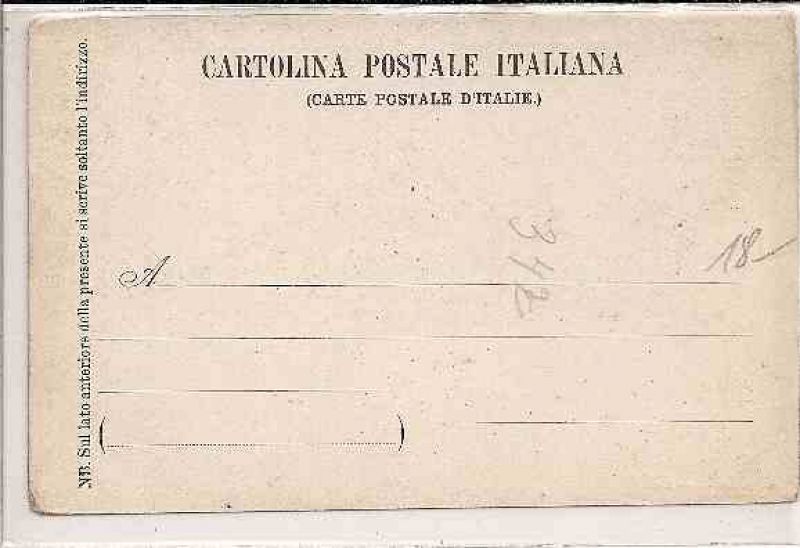 CARTOLINA POSTALE ITALIANA
(CARTE POSTALE D'ITALIE.)
NB. Sul lato anteriore della presente si scrive soltanto l'indirizzo.
A
342
18